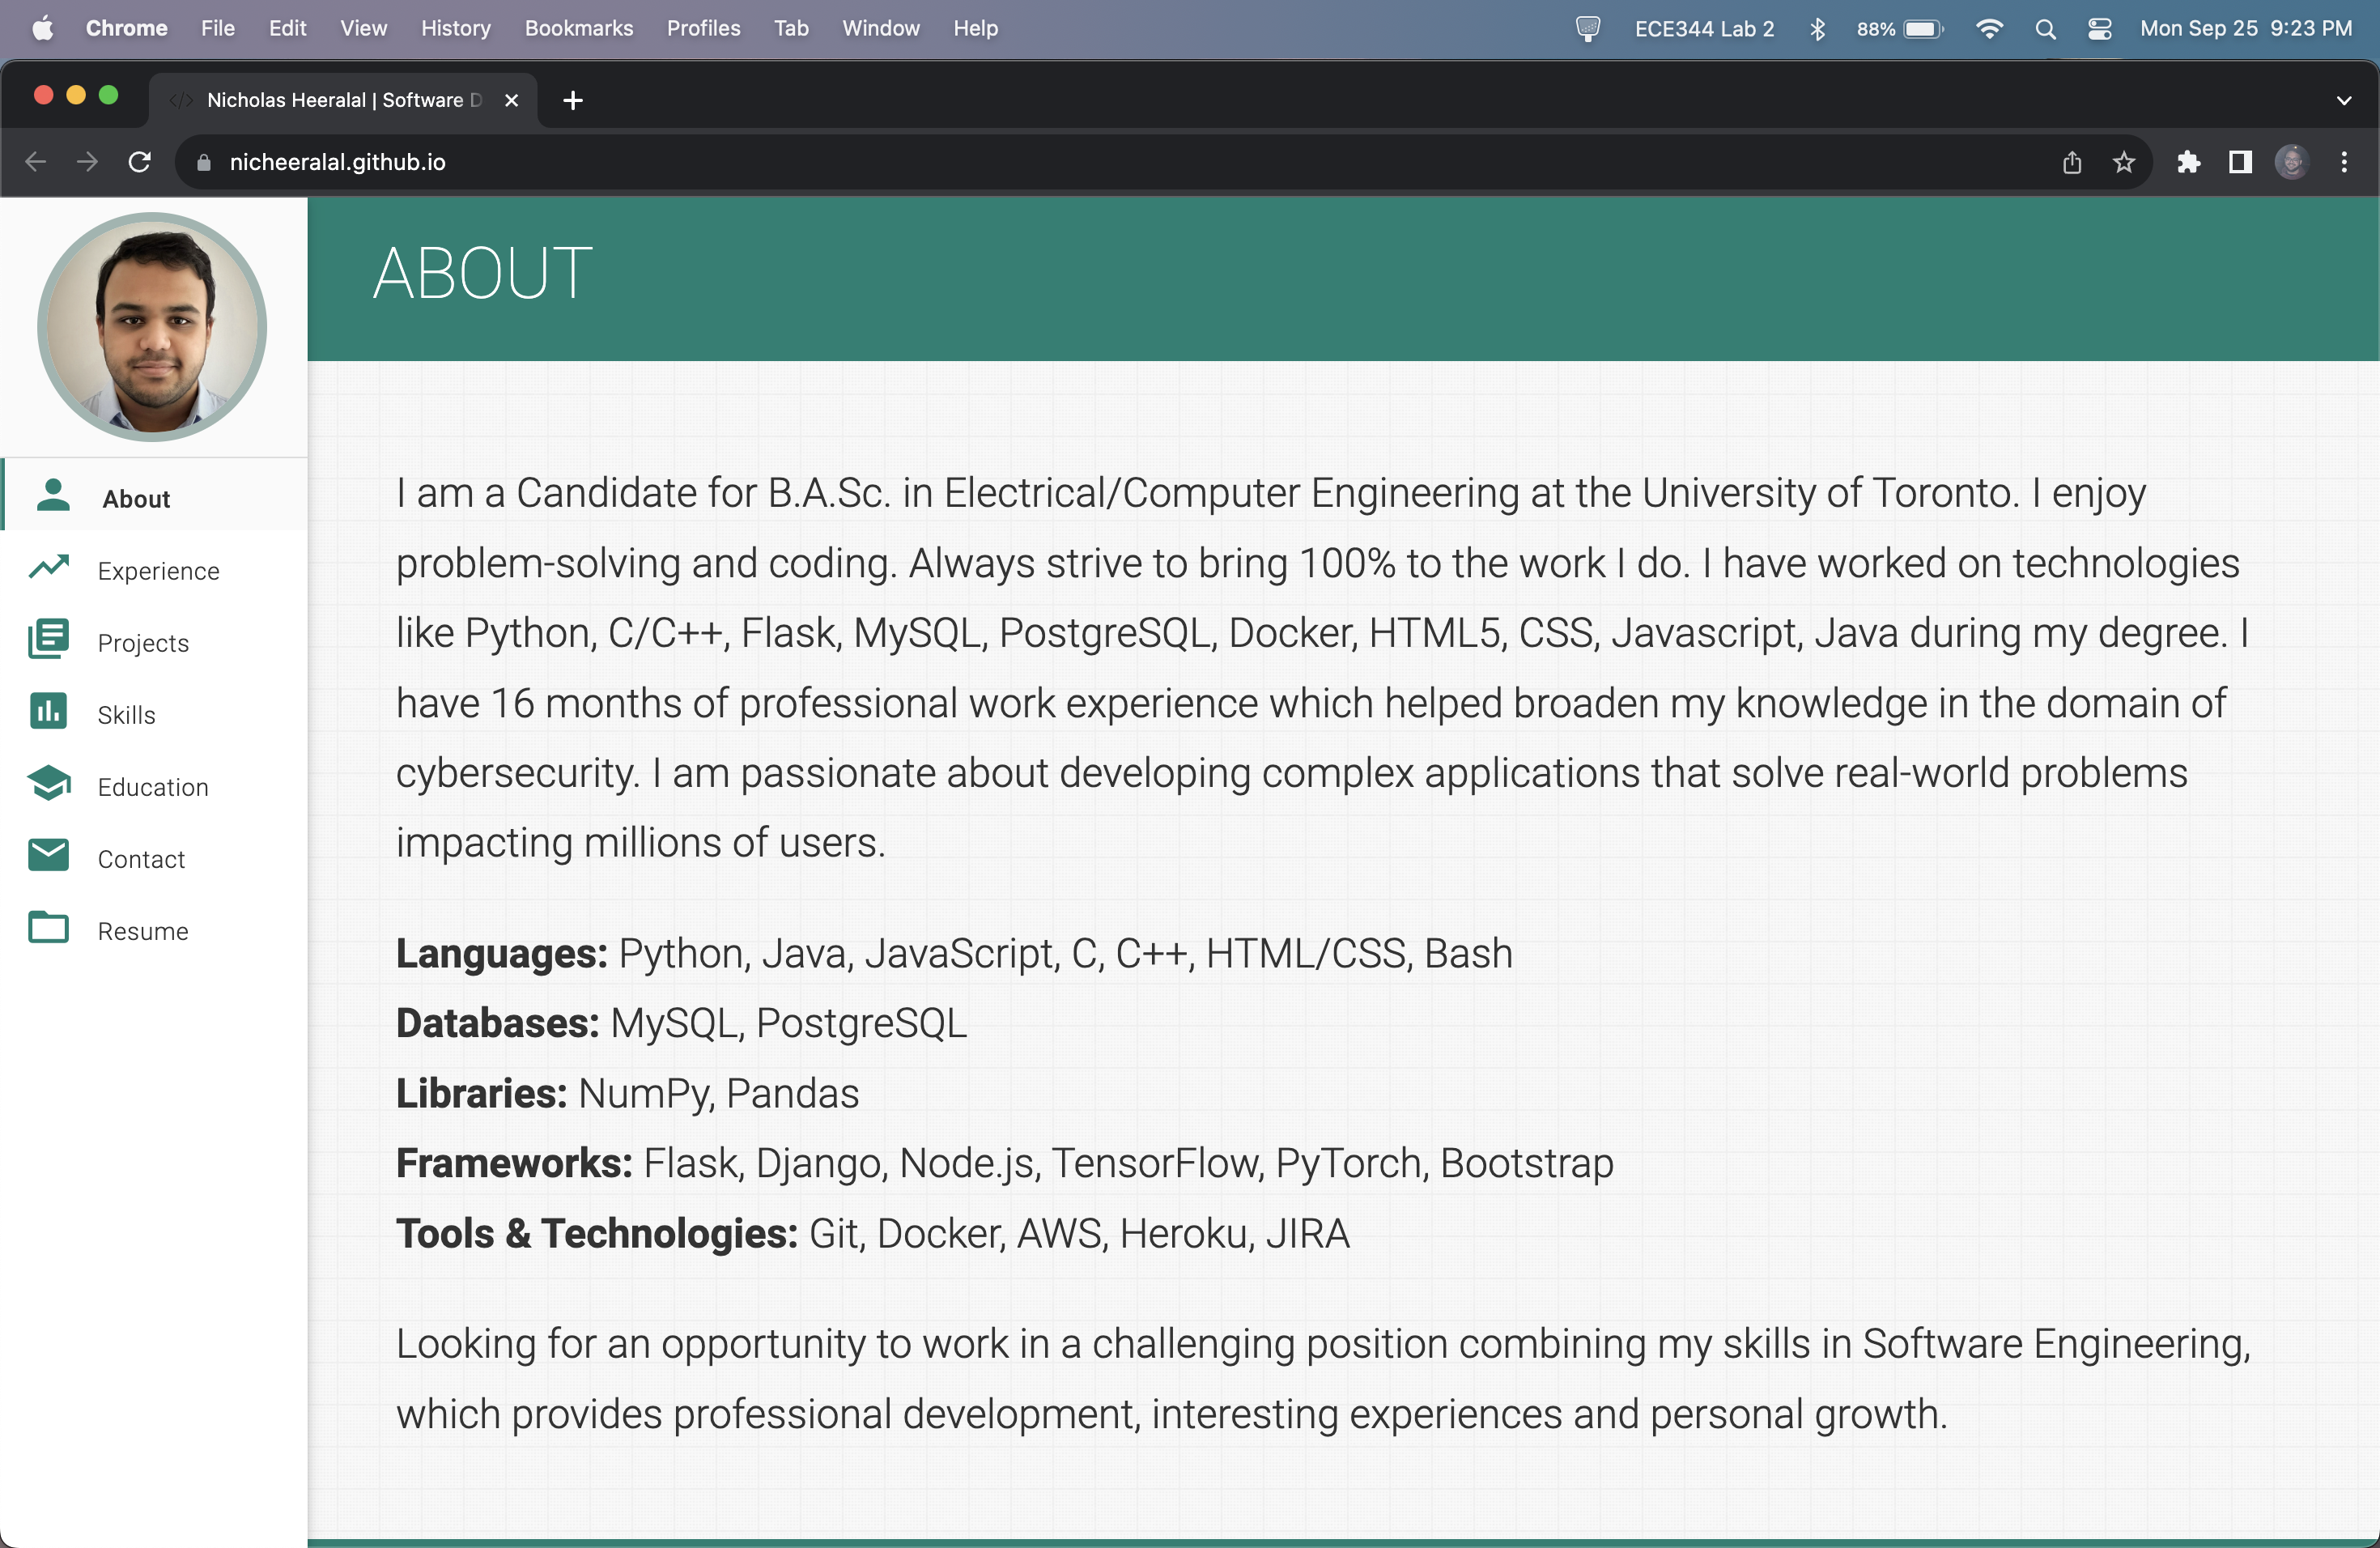 Chrome File Edit View History Bookmarks Profiles Tab Window Help ECE344 Lab 2 88% Mon Sep 25 9:23 PM
Nicholas Heeralal | Software D
nicheeralal.github.io
ABOUT
About
Experience
Projects
Skills
Education
Contact
Resume
I am a Candidate for B.A.Sc. in Electrical/Computer Engineering at the University of Toronto. I enjoy
problem-solving and coding. Always strive to bring 100% to the work I do. I have worked on technologies
like Python, C/C++, Flask, MySQL, PostgreSQL, Docker, HTML5, CSS, Javascript, Java during my degree. I
have 16 months of professional work experience which helped broaden my knowledge in the domain of
cybersecurity. I am passionate about developing complex applications that solve real-world problems
impacting millions of users.
Languages: Python, Java, JavaScript, C, C++, HTML/CSS, Bash
Databases: MySQL, PostgreSQL
Libraries: NumPy, Pandas
Frameworks: Flask, Django, Node.js, TensorFlow, PyTorch, Bootstrap
Tools & Technologies: Git, Docker, AWS, Heroku, JIRA
Looking for an opportunity to work in a challenging position combining my skills in Software Engineering,
which provides professional development, interesting experiences and personal growth.